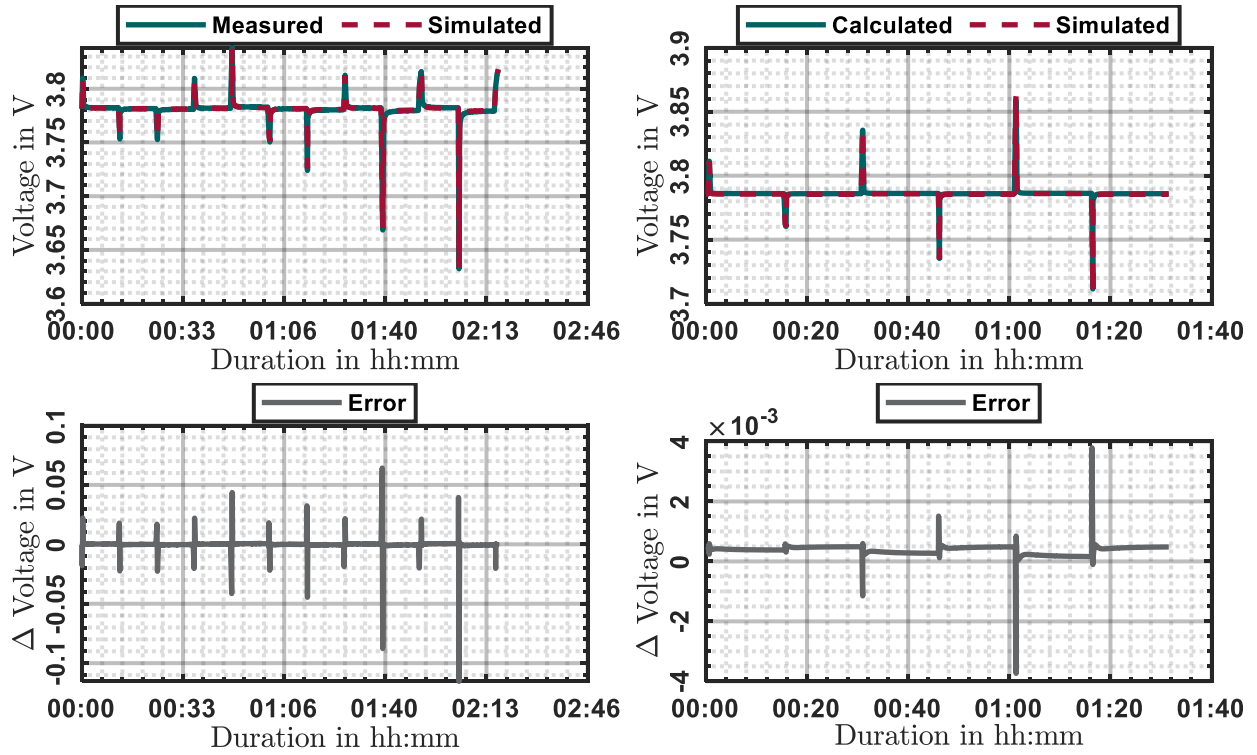 Measured Simulated
Voltage in V
3.8
3.75
3.7
3.65
3.6
00:00 00:33 01:06 01:40 02:13 02:46
Duration in hh:mm
Calculated Simulated
Voltage in V
3.9
3.85
3.8
3.75
3.7
00:00 00:20 00:40 01:00 01:20 01:40
Duration in hh:mm
Error
Δ Voltage in V
0.1
0.05
0
-0.05
-0.1
00:00 00:33 01:06 01:40 02:13 02:46
Duration in hh:mm
Error
×10⁻³
Δ Voltage in V
4
2
0
-2
-4
00:00 00:20 00:40 01:00 01:20 01:40
Duration in hh:mm